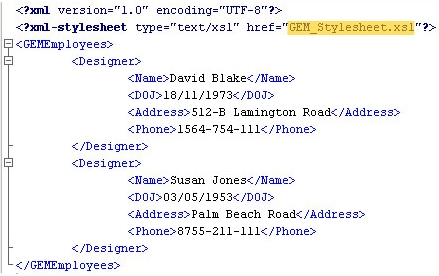 <?xml version="1.0" encoding="UTF-8"?>
<?xml-stylesheet type="text/xsl" href="GEM_Stylesheet.xsl"?>
<GEMEmployees>
<Designer>
<Name>David Blake</Name>
<DOJ>18/11/1973</DOJ>
<Address>512-B Lamington Road</Address>
<Phone>1564-754-111</Phone>
</Designer>
<Designer>
<Name>Susan Jones</Name>
<DOJ>03/05/1953</DOJ>
<Address>Palm Beach Road</Address>
<Phone>8755-211-111</Phone>
</Designer>
</GEMEmployees>